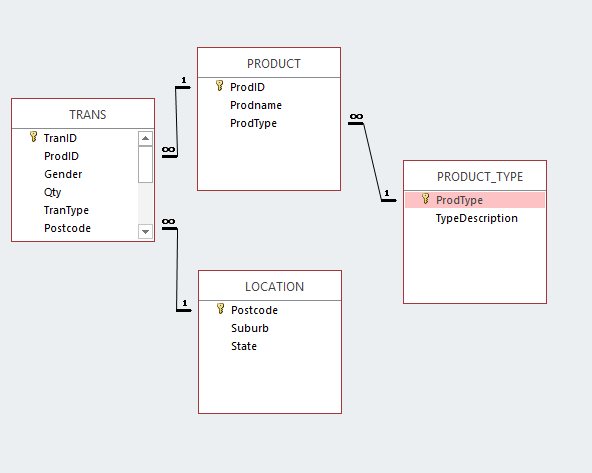 TRANS
TranID
ProdID
Gender
Qty
TranType
Postcode
∞
∞
1
PRODUCT
ProdID
Prodname
ProdType
∞
1
PRODUCT_TYPE
ProdType
TypeDescription
1
LOCATION
Postcode
Suburb
State